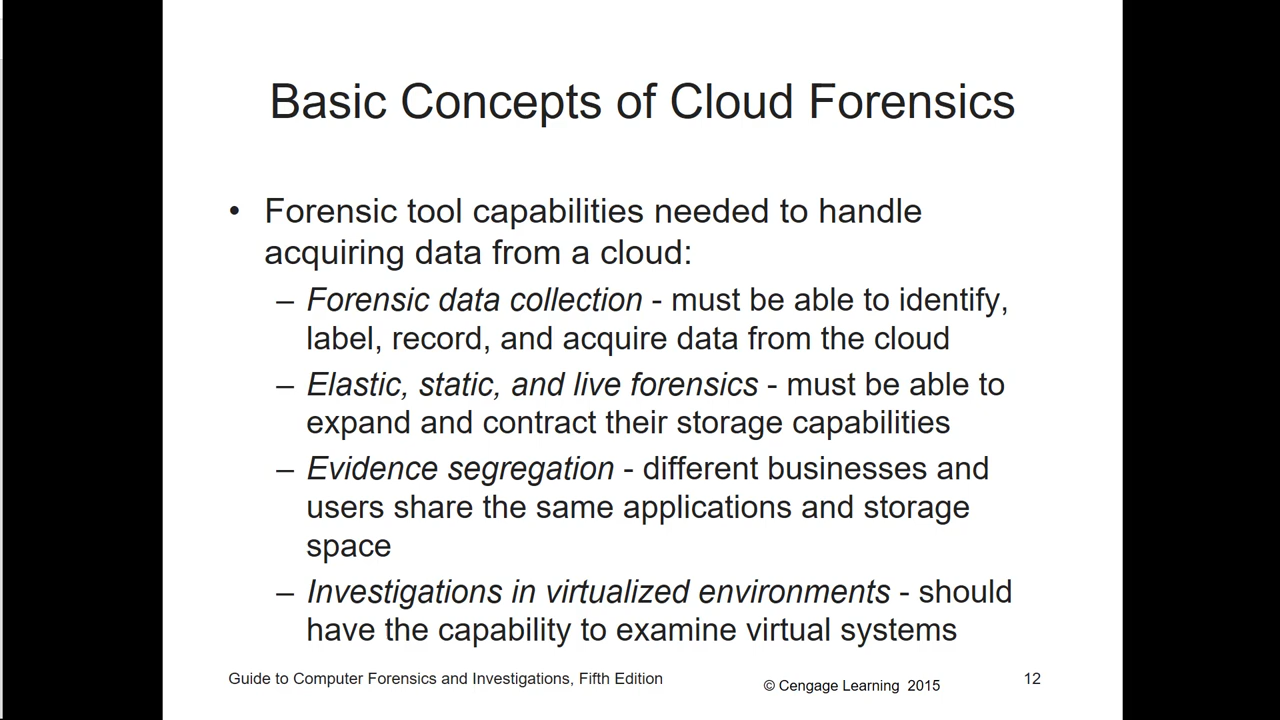 Basic Concepts of Cloud Forensics
• Forensic tool capabilities needed to handle
acquiring data from a cloud:
– Forensic data collection - must be able to identify,
label, record, and acquire data from the cloud
– Elastic, static, and live forensics - must be able to
expand and contract their storage capabilities
– Evidence segregation - different businesses and
users share the same applications and storage
space
– Investigations in virtualized environments - should
have the capability to examine virtual systems
Guide to Computer Forensics and Investigations, Fifth Edition
© Cengage Learning 2015
12